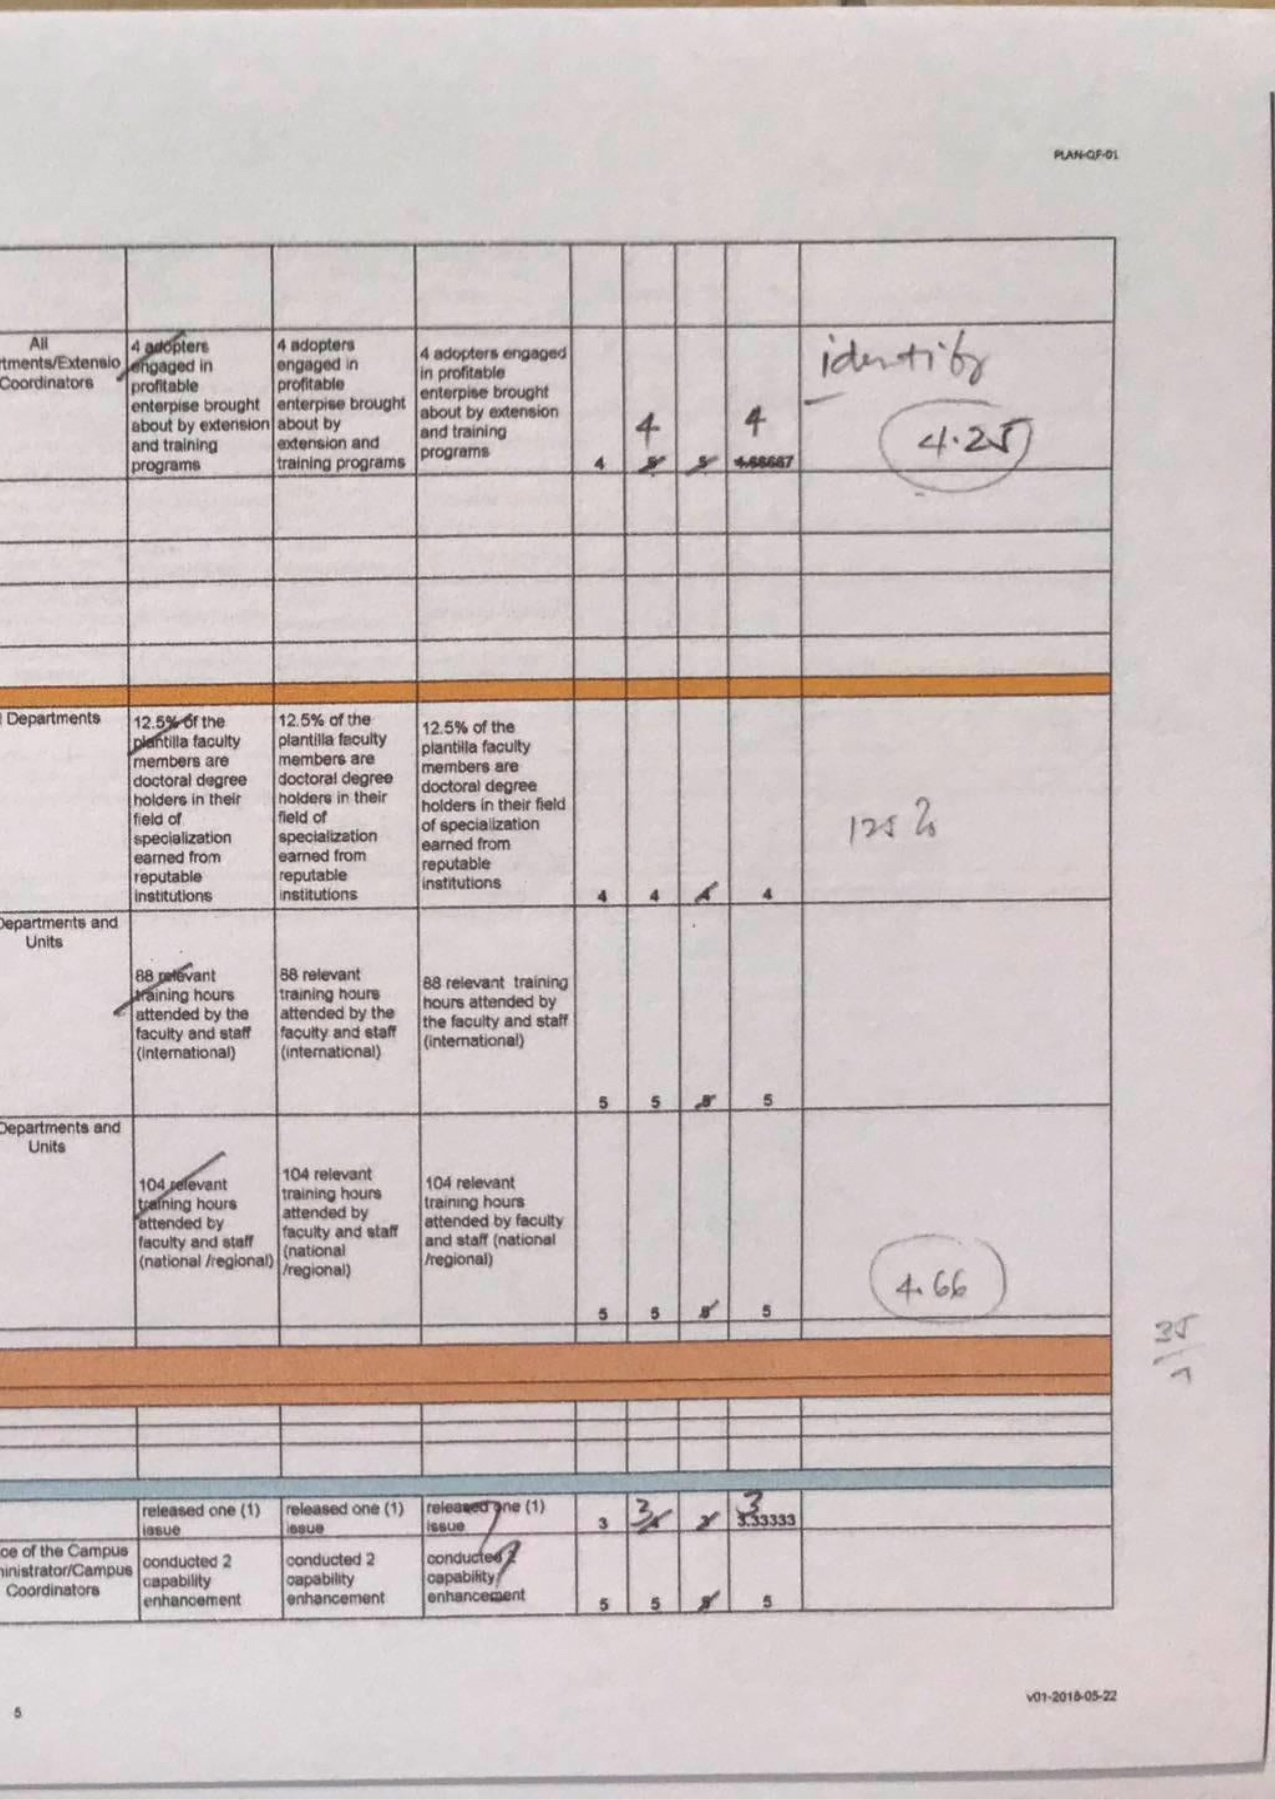 PLAN-QF-01
All
tments/Extensio
Coordinators
4 adopters
engaged in
profitable
enterpise brought
about by extension
and training
programs
4 adopters
engaged in
profitable
enterpise brought
about by
extension and
training programs
4 adopters engaged
in profitable
enterpise brought
about by extension
and training
programs
4
4
5
5
4
4.66667
identify
4.25
Departments
12.5% of the
plantilla faculty
members are
doctoral degree
holders in their
field of
specialization
earned from
reputable
institutions
12.5% of the
plantilla faculty
members are
doctoral degree
holders in their
field of
specialization
earned from
reputable
institutions
12.5% of the
plantilla faculty
members are
doctoral degree
holders in their field
of specialization
earned from
reputable
institutions
4
4
4
4
Departments and
Units
88 relevant
training hours
attended by the
faculty and staff
(international)
88 relevant
training hours
attended by the
faculty and staff
(international)
88 relevant training
hours attended by
the faculty and staff
(international)
5
5
5
5
Departments and
Units
104 relevant
training hours
attended by
faculty and staff
(national /regional)
104 relevant
training hours
attended by
faculty and staff
(national
/regional)
104 relevant
training hours
attended by faculty
and staff (national
/regional)
5
5
5
5
4.66
35
released one (1)
issue
released one (1)
issue
released one (1)
issue
3
3
3
3.33333
ce of the Campus
ninistrator/Campus
Coordinators
conducted 2
capability
enhancement
conducted 2
capability
enhancement
conducted 2
capability
enhancement
5
5
5
5
5
v01-2018-05-22